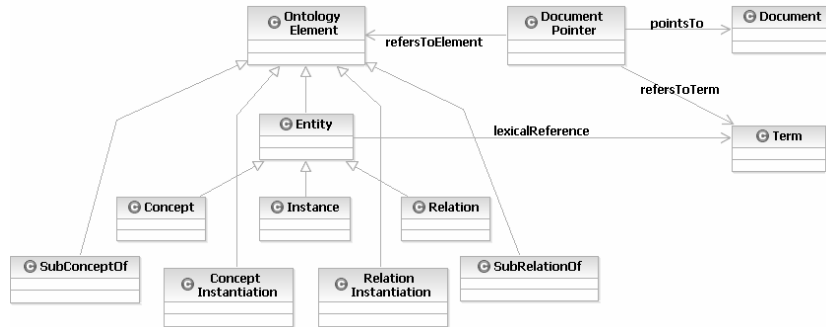 Ontology
Element
Document
Pointer
pointsTo
Document
refersToElement
refersToTerm
Entity
lexicalReference
Term
Concept
Instance
Relation
SubConceptOf
Concept
Instantiation
Relation
Instantiation
SubRelationOf